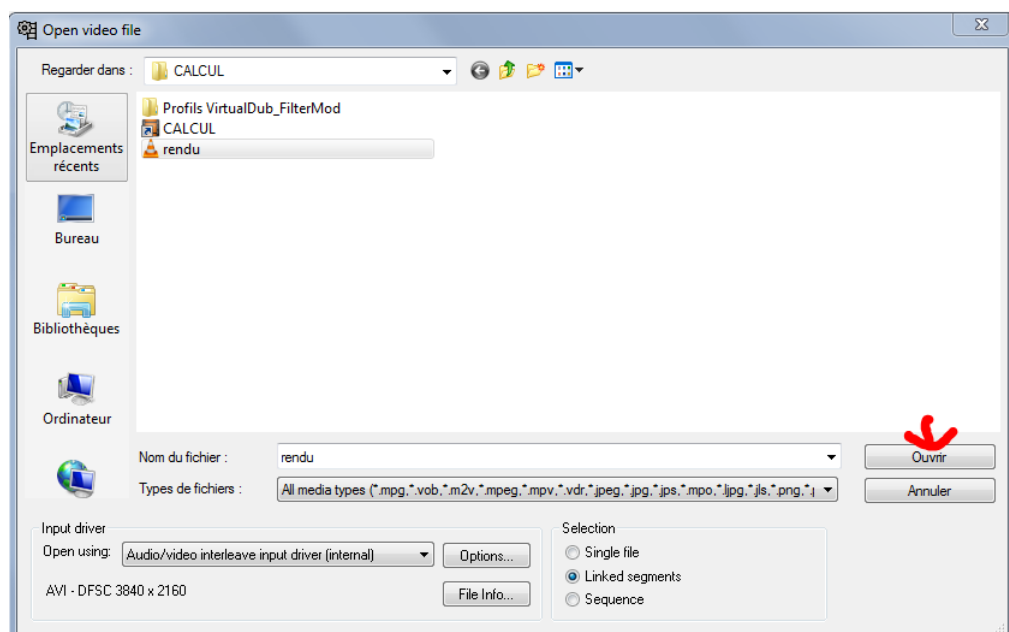 Open video file
Regarder dans :
CALCUL
Emplacements
récents
Bureau
Bibliothèques
Ordinateur
Profils VirtualDub_FilterMod
CALCUL
rendu
Nom du fichier :
rendu
Ouvrir
Types de fichiers :
All media types (*.mpg,*.vob,*.m2v,*.mpeg,*.mpv,*.vdr,*.jpeg,*.jpg,*.jps,*.mpo,*.ljpg,*.jls,*.png,*.
Annuler
Input driver
Open using:
Audio/video interleave input driver (internal)
Options...
AVI - DFSC 3840 x 2160
File Info...
Selection
Single file
Linked segments
Sequence